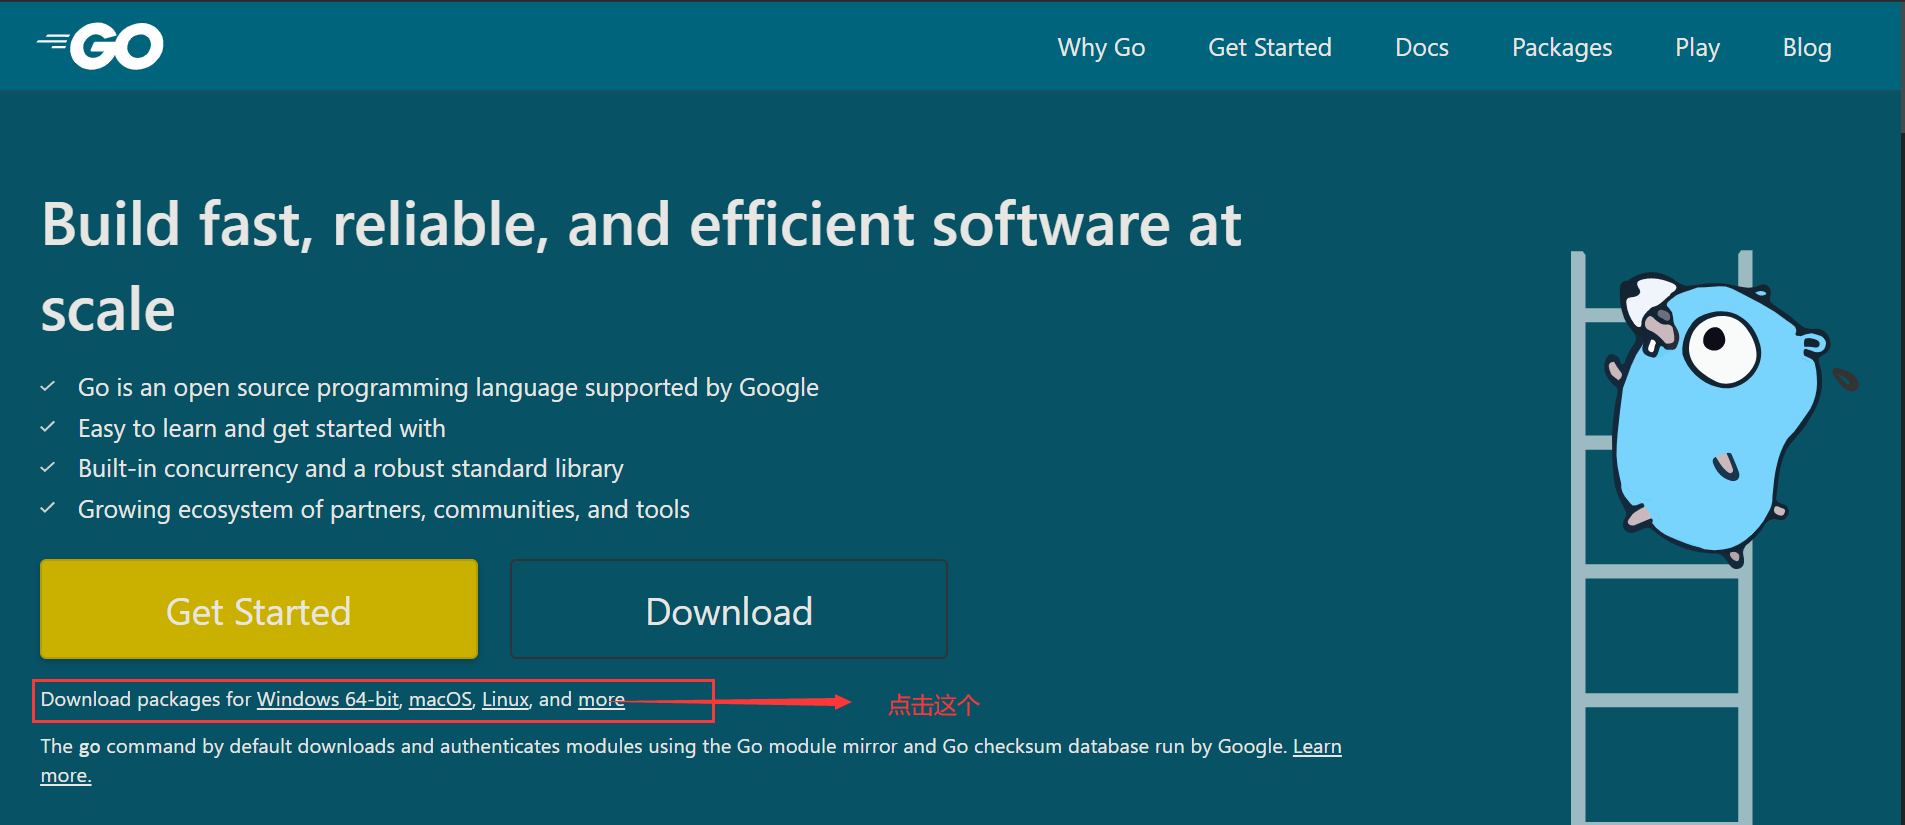 GO
Why Go Get Started Docs Packages Play Blog
Build fast, reliable, and efficient software at
scale
Go is an open source programming language supported by Google
Easy to learn and get started with
Built-in concurrency and a robust standard library
Growing ecosystem of partners, communities, and tools
Get Started Download
Download packages for Windows 64-bit, macOS, Linux, and more
点击这个
The go command by default downloads and authenticates modules using the Go module mirror and Go checksum database run by Google. Learn
more.